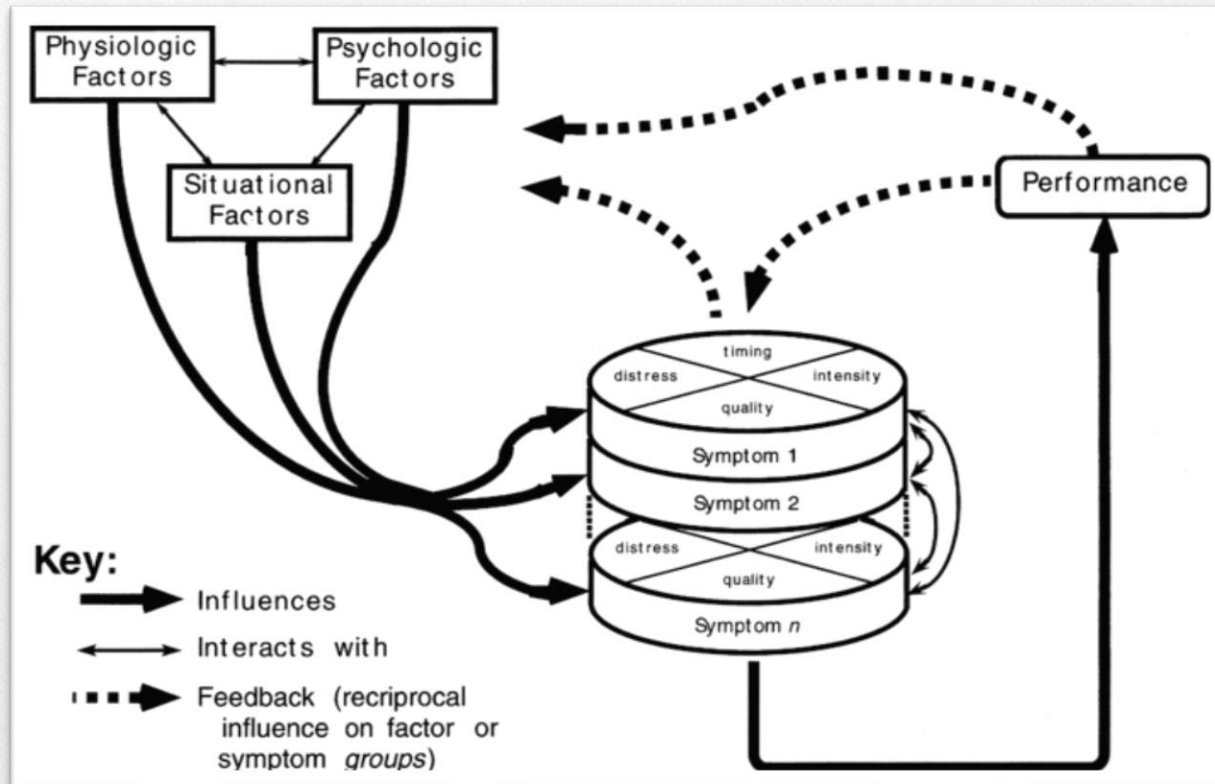 Physiologic
Factors
Psychologic
Factors
Situational
Factors
Performance
timing
distress
intensity
quality
Symptom 1
Symptom 2
distress
intensity
quality
Symptom n
Key:
Influences
Interacts with
Feedback (recriprocal
influence on factor or
symptom groups)